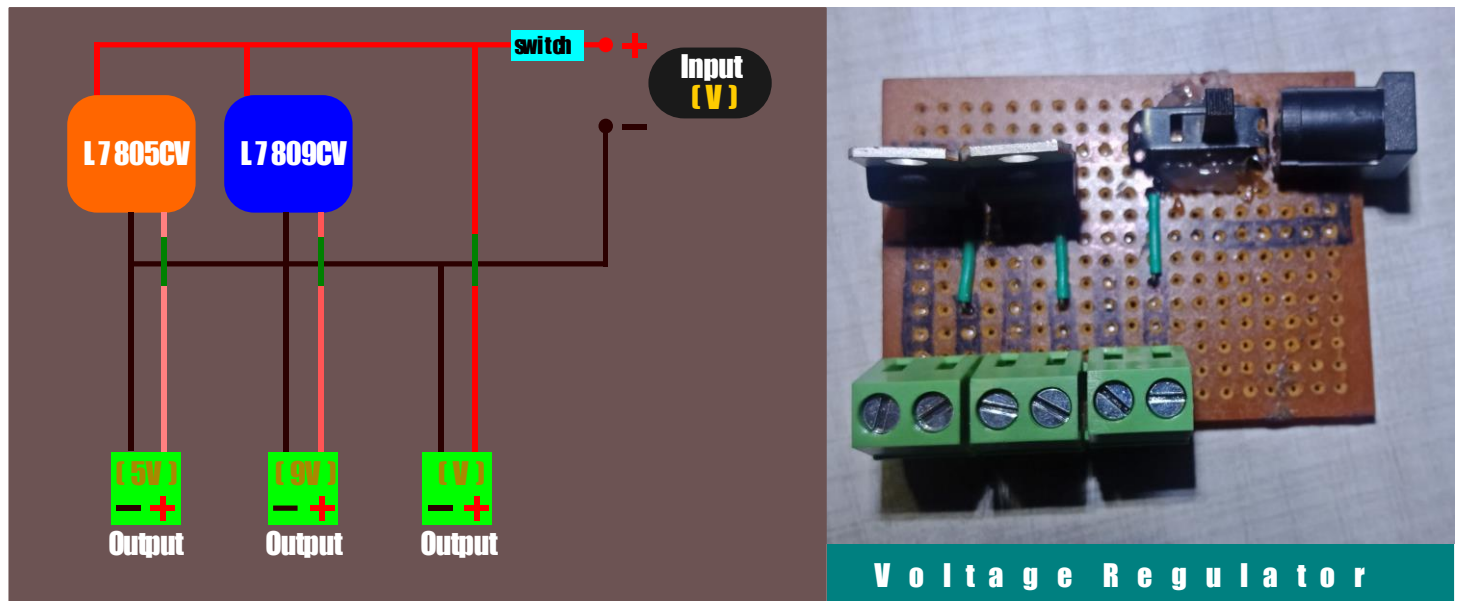 switch
+
Input
( V )
−
L7805CV
L7809CV
( 5V )
− +
Output
( 9V )
− +
Output
( V )
− +
Output
Voltage Regulator